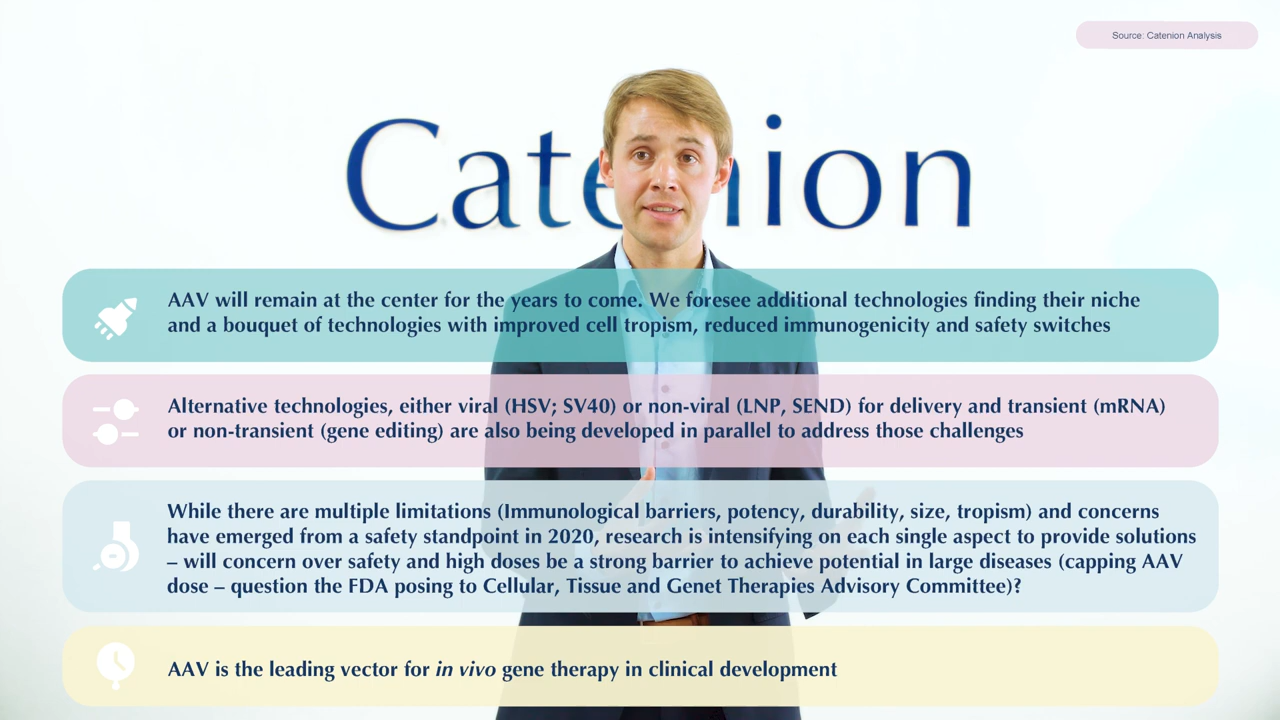 Source: Catenion Analysis
Catenion
AAV will remain at the center for the years to come. We foresee additional technologies finding their niche
and a bouquet of technologies with improved cell tropism, reduced immunogenicity and safety switches
Alternative technologies, either viral (HSV; SV40) or non-viral (LNP, SEND) for delivery and transient (mRNA)
or non-transient (gene editing) are also being developed in parallel to address those challenges
While there are multiple limitations (Immunological barriers, potency, durability, size, tropism) and concerns
have emerged from a safety standpoint in 2020, research is intensifying on each single aspect to provide solutions
– will concern over safety and high doses be a strong barrier to achieve potential in large diseases (capping AAV
dose – question the FDA posing to Cellular, Tissue and Genet Therapies Advisory Committee)?
AAV is the leading vector for in vivo gene therapy in clinical development